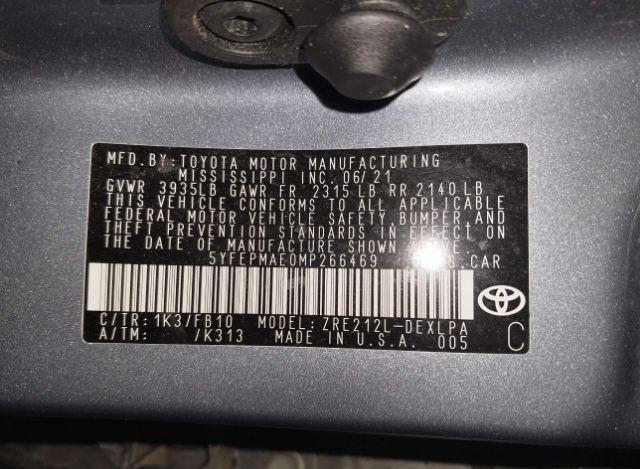 MFD. BY: TOYOTA MOTOR MANUFACTURING
MISSISSIPPI INC. 06/21
GVWR 3935LB GAWR FR 2315 LB RR 2140 LB
THIS VEHICLE CONFORMS TO ALL APPLICABLE
FEDERAL MOTOR VEHICLE SAFETY, BUMPER AND
THEFT PREVENTION STANDARDS IN EFFECT ON
THE DATE OF MANUFACTURE SHOWN ABOVE.
5YFEPMAE0MP266469 CAR
C/TR: 1K3/FB10 MODEL: ZRE212L-DEXLPA
A/TM: /K313 MADE IN U.S.A. 005 C